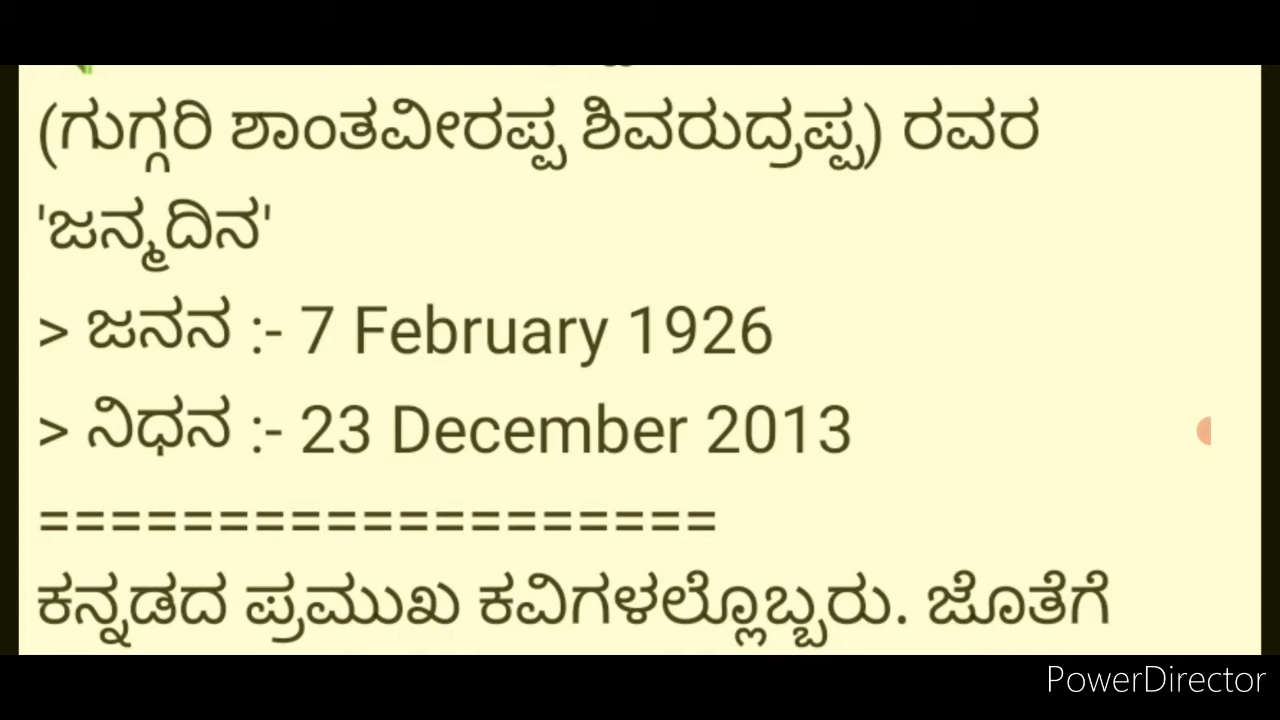 (ಗುಗ್ಗರಿ ಶಾಂತವೀರಪ್ಪ ಶಿವರುದ್ರಪ್ಪ) ರವರ
'ಜನ್ಮದಿನ'
> ಜನನ :- 7 February 1926
> ನಿಧನ :- 23 December 2013
===================
ಕನ್ನಡದ ಪ್ರಮುಖ ಕವಿಗಳಲ್ಲೊಬ್ಬರು. ಜೊತೆಗೆ
PowerDirector